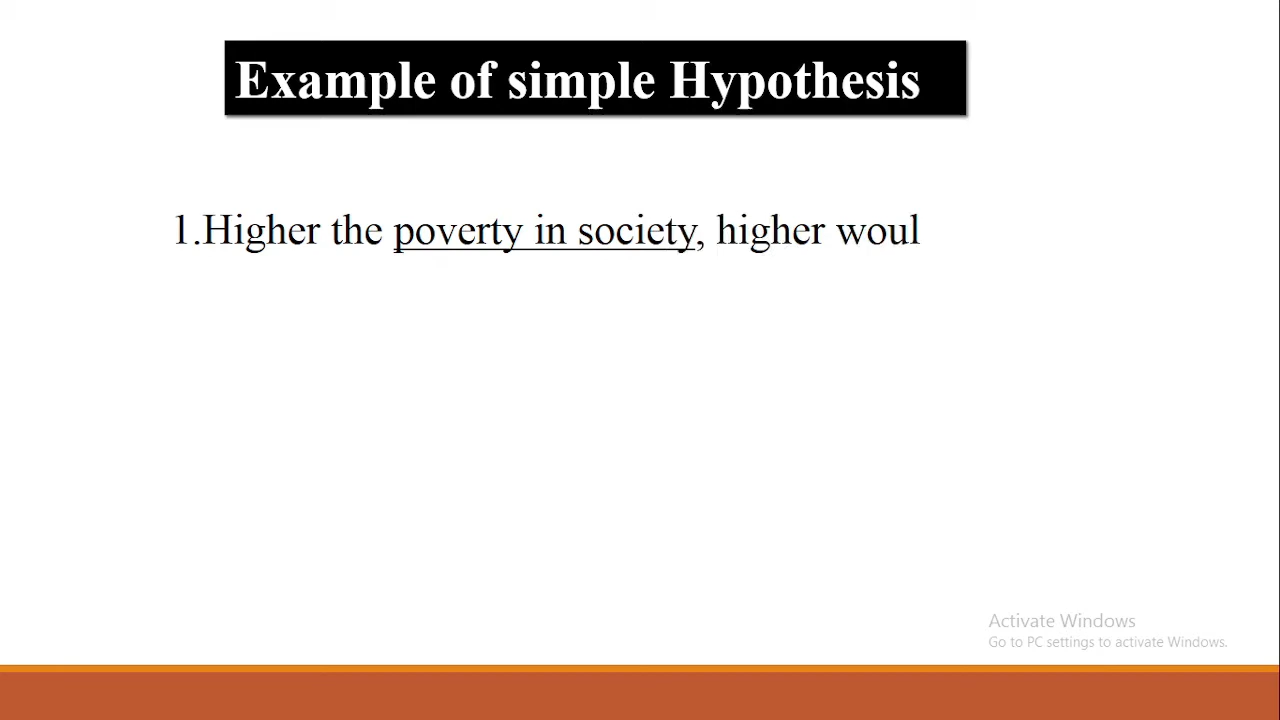 Example of simple Hypothesis
1.Higher the poverty in society, higher woul
Activate Windows
Go to PC settings to activate Windows.